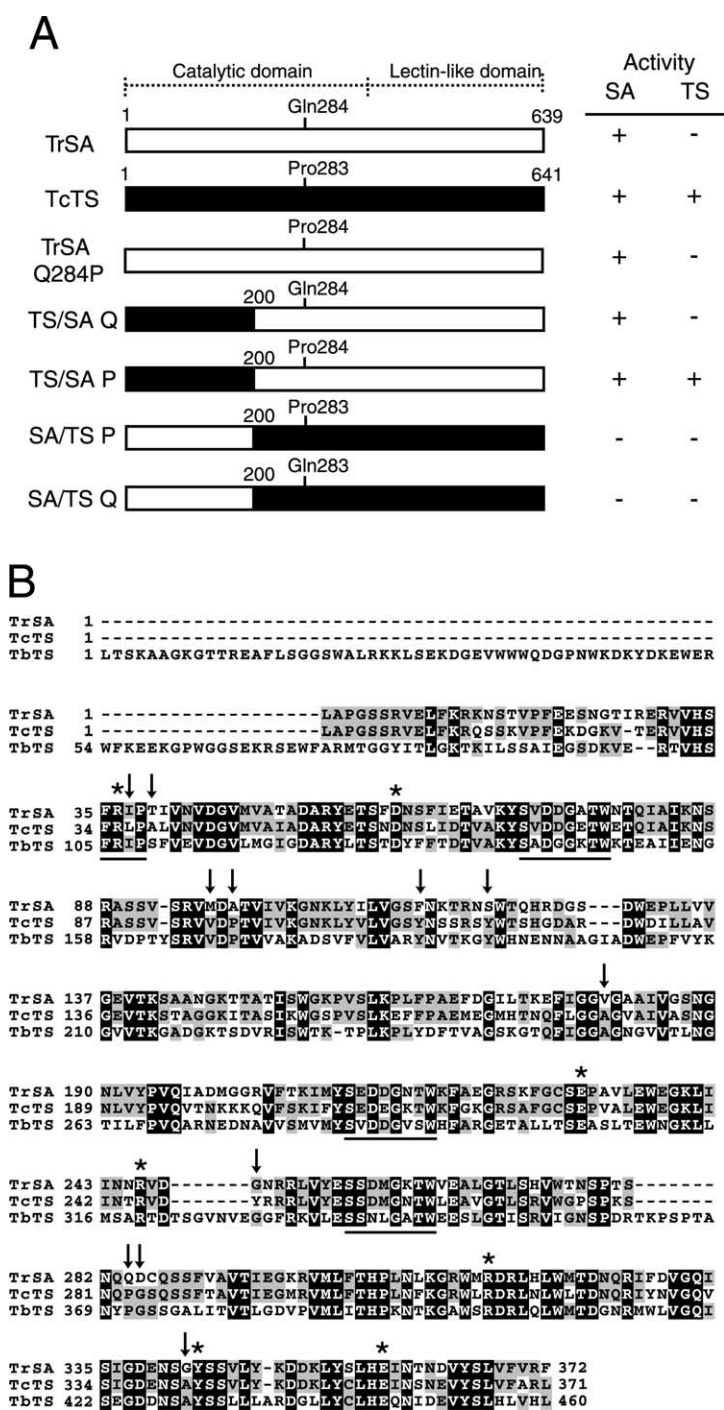 A
Catalytic domain Lectin-like domain Activity
SA TS
1 Gln284 639
TrSA + -
1 Pro283 641
TcTS + +
Pro284
TrSA Q284P + -
200 Gln284
TS/SA Q + -
200 Pro284
TS/SA P + +
200 Pro283
SA/TS P - -
200 Gln283
SA/TS Q - -
B
TrSA 1 -----------------------------------------------------
TcTS 1 -----------------------------------------------------
TbTS 1 LTSKAAGKGTTREAFLSGGSWALRKKLSEKDGEVWWWQDGPNWKDKYDKEWER
TrSA 1 -------------------LAPGSSRVELFKRKNSTVPFEESNGTIRERVVHS
TcTS 1 -------------------LAPGSSRVELFKRQSSKVPFEKDGKV-TERVVHS
TbTS 54 WFKEEKGPWGGSEKRSEWFARMTGGYITLGKTKILSSAIEGSDKVE--RTVHS
* *
TrSA 35 FRIPTIVNVDGVMVATADARYETSFDNSFIETAVKYSVDDGATWNTQIAIKNS
TcTS 34 FRLPALVNVDGVMVAIADARYETSNDNSLIDTVAKYSVDDGETWETQIAIKNS
TbTS 105 FRIPSFVEVDGVLMGIGDARYLTSTDYFFTDTVAKYSADGGKTWKTEAIIENG
TrSA 88 RASSV-SRVMDATVIVKGNKLYILVGSFNKTRNSWTQHRDGS---DWEPLLVV
TcTS 87 RASSV-SRVVDPTVIVKGNKLYVLVGSYNSSRSYWTSHGDAR---DWDILLAV
TbTS 158 RVDPTYSRVVDPTVVAKADSVFVLVARYNVTKGYWHNENNAAGIADWEPFVYK
TrSA 137 GEVTKSAANGKTTATISWGKPVSLKPLFPAEFDGILTKEFIGGVGAAIVGSNG
TcTS 136 GEVTKSTAGGKITASIKWGSPVSLKEFFPAEMEGMHTNQFLGGAGVAIVASNG
TbTS 210 GVVTKGADGKTSDVRISWTK-TPLKPLYDFTVAGSKGTQFIGGAGNGVVTLNG
*
TrSA 190 NLVYPVQIADMGGRVFTKIMYSEDDGNTWKFAEGRSKFGCSEPAVLEWEGKLI
TcTS 189 NLVYPVQVTNKKKQVFSKIFYSEDEGKTWKFGKGRSAFGCSEPVALEWEGKLI
TbTS 263 TILFPVQARNEDNAVVSMVMYSVDDGVSWHFARGETALLTSEASLTEWNGKLL
*
TrSA 243 INNRVD-------GNRRLVYESSDMGKTWVEALGTLSHVWTNSPTS-------
TcTS 242 INTRVD-------YRRRLVYESSDMGNTWLEAVGTLSRVWGPSPKS-------
TbTS 316 MSARTDTSGVNVEGGFRKVLESSNLGATWEESLGTISRVIGNSPDRTKPSPTA
*
TrSA 282 NQQDCQSSFVAVTIEGKRVMLFTHPLNLKGRWMRDRLHLWMTDNQRIFDVGQI
TcTS 281 NQPGSQSSFTAVTIEGMRVMLFTHPLNFKGRWLRDRLNLWLTDNQRIYNVGQV
TbTS 369 NYPGSSGALITVTLGDVPVMLITHPKNTKGAWSRDRLQLWMTDGNRMWLVGQI
* *
TrSA 335 SIGDENSGYSSVLY-KDDKLYSLHEINTNDVYSLVFVRF 372
TcTS 334 SIGDENSAYSSVLY-KDDKLYCLHEINSNEVYSLVFARL 371
TbTS 422 SEGDDNSAYSSLLLARDGLLYCLHEQNIDEVYSLHLVHL 460